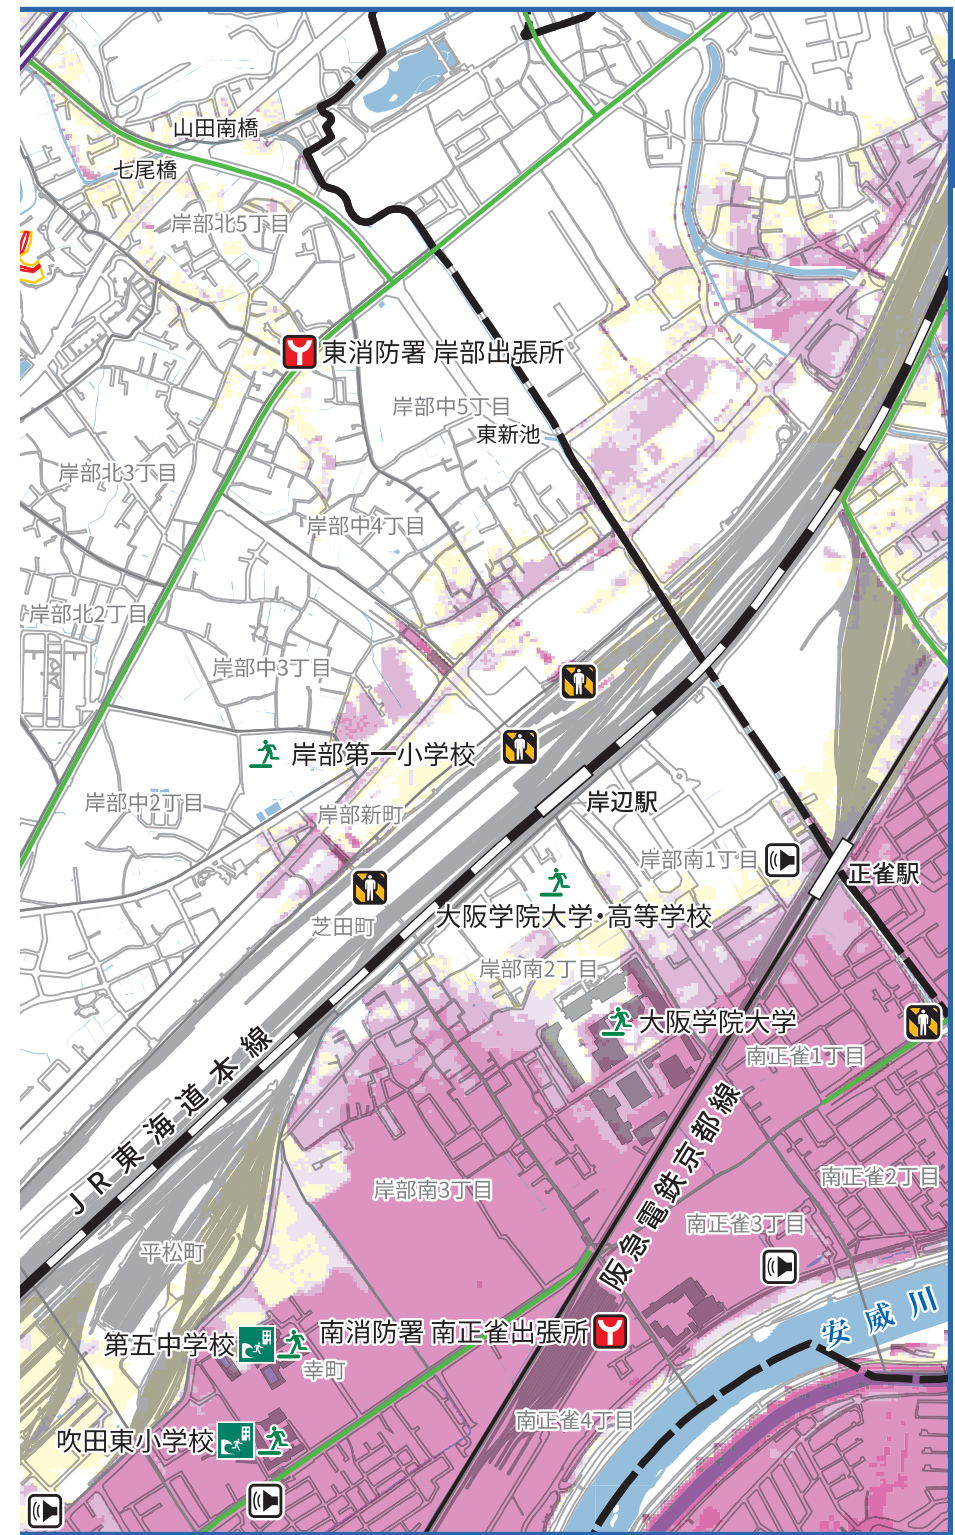 山田南橋
七尾橋
岸部北5丁目
東消防署 岸部出張所
岸部中5丁目
東新池
岸部北3丁目
岸部中4丁目
岸部北2丁目
岸部中3丁目
岸部第一小学校
岸部中2丁目
岸部新町
岸辺駅
岸部南1丁目
正雀駅
芝田町
大阪学院大学・高等学校
岸部南2丁目
大阪学院大学
南正雀1丁目
JR東海道本線
阪急電鉄京都線
岸部南3丁目
南正雀2丁目
南正雀3丁目
平松町
安威川
第五中学校
南消防署 南正雀出張所
幸町
南正雀4丁目
吹田東小学校